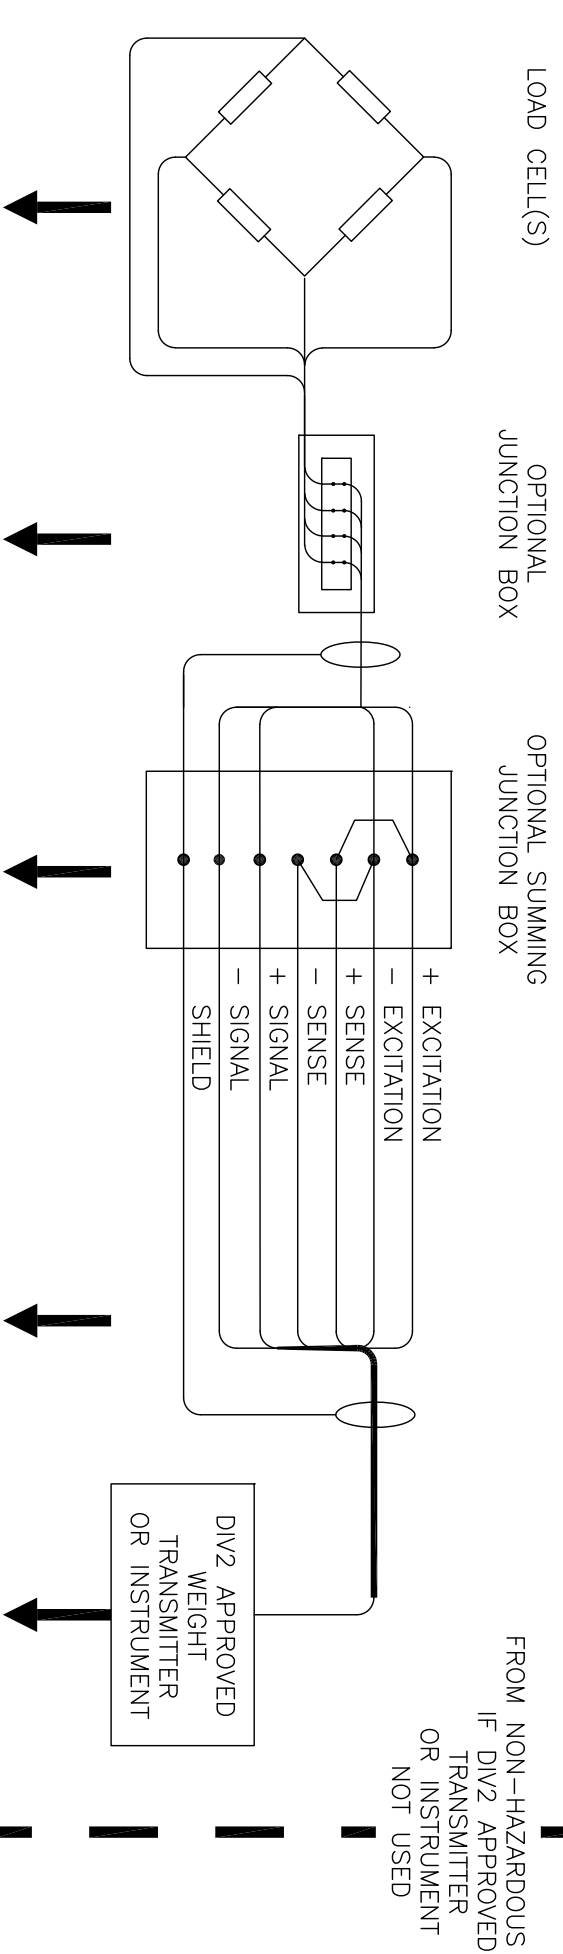 LOAD CELL(S)
OPTIONAL
JUNCTION BOX
OPTIONAL SUMMING
JUNCTION BOX
+ EXCITATION
- EXCITATION
+ SENSE
- SENSE
+ SIGNAL
- SIGNAL
SHIELD
DIV2 APPROVED
WEIGHT
TRANSMITTER
OR INSTRUMENT
FROM NON-HAZARDOUS
IF DIV2 APPROVED
TRANSMITTER
OR INSTRUMENT
NOT USED